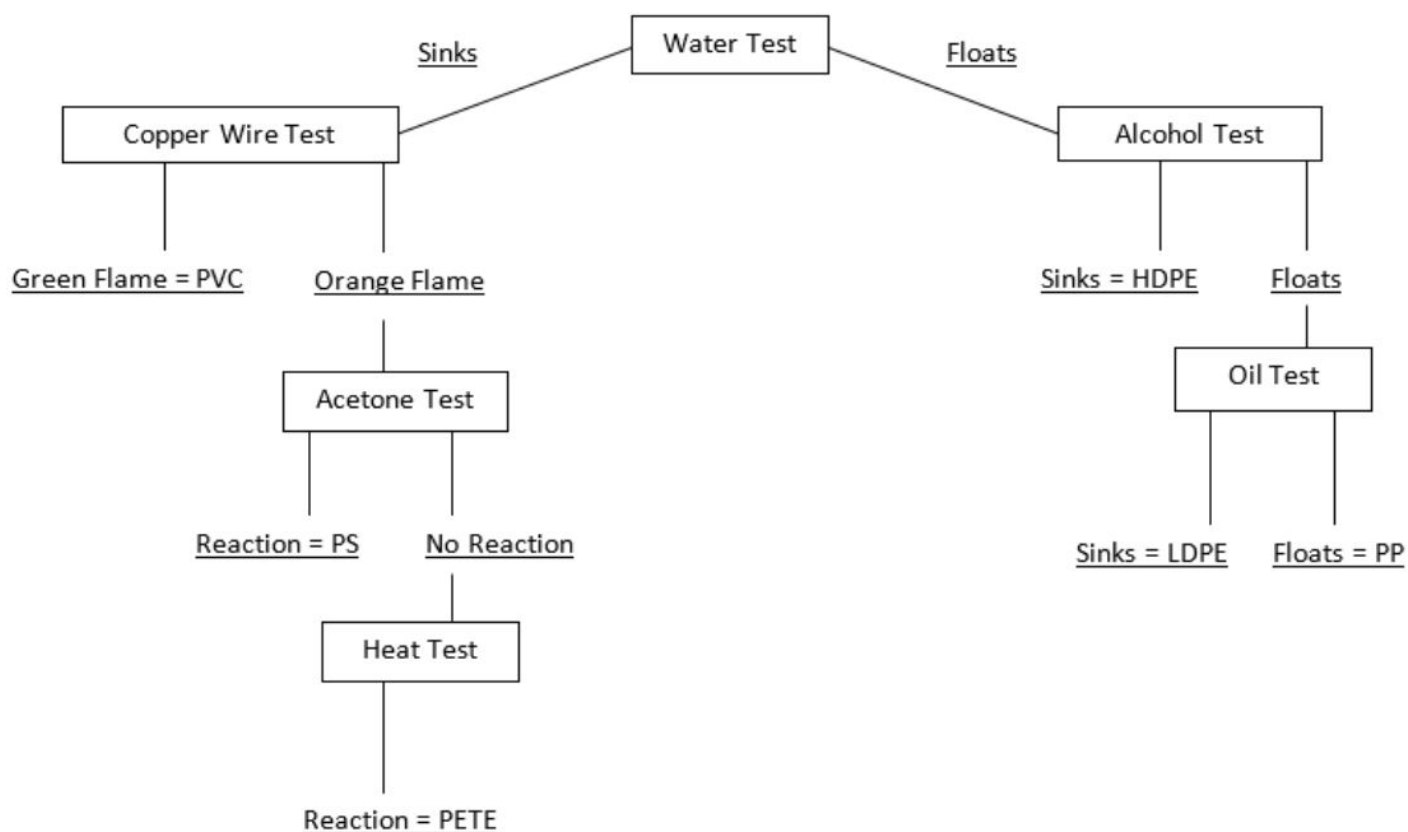 Water Test
Sinks
Floats
Copper Wire Test
Alcohol Test
Green Flame = PVC
Orange Flame
Sinks = HDPE
Floats
Oil Test
Acetone Test
Reaction = PS
No Reaction
Sinks = LDPE
Floats = PP
Heat Test
Reaction = PETE